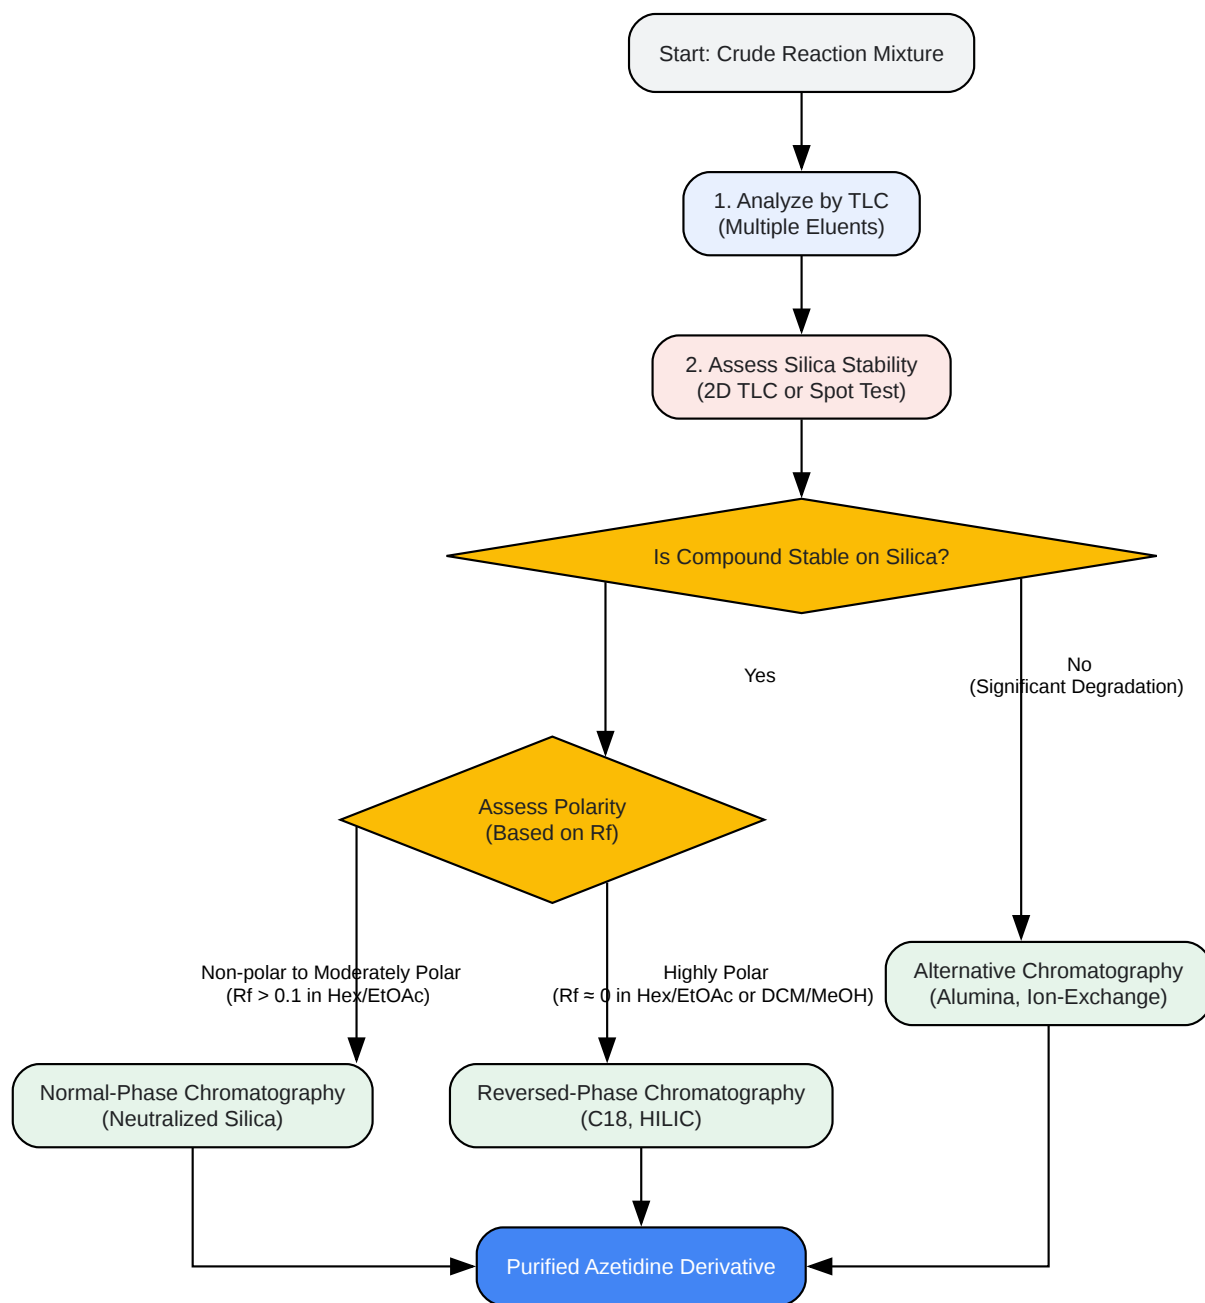 Start: Crude Reaction Mixture
1. Analyze by TLC
(Multiple Eluents)
2. Assess Silica Stability
(2D TLC or Spot Test)
Is Compound Stable on Silica?
Yes
No
(Significant Degradation)
Assess Polarity
(Based on Rf)
Non-polar to Moderately Polar
(Rf > 0.1 in Hex/EtOAc)
Highly Polar
(Rf ≈ 0 in Hex/EtOAc or DCM/MeOH)
Alternative Chromatography
(Alumina, Ion-Exchange)
Normal-Phase Chromatography
(Neutralized Silica)
Reversed-Phase Chromatography
(C18, HILIC)
Purified Azetidine Derivative